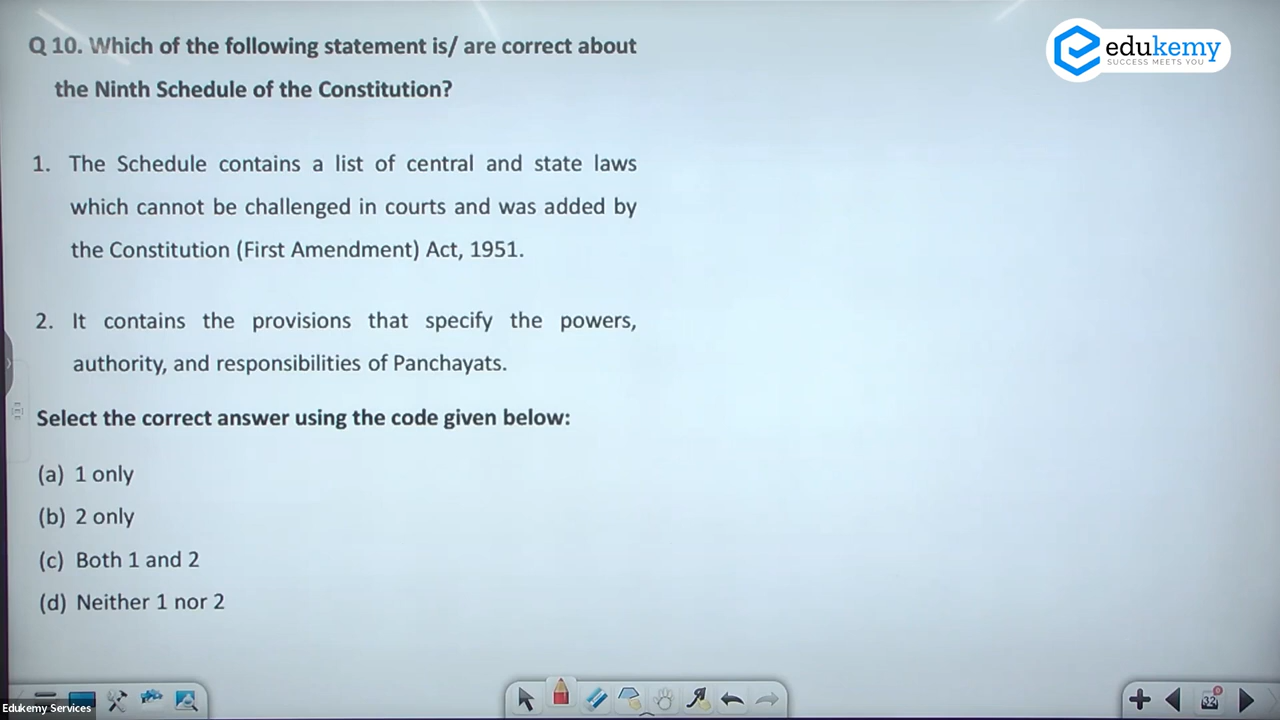 Q 10. Which of the following statement is/ are correct about
the Ninth Schedule of the Constitution?
edukemy
SUCCESS MEETS YOU
1. The Schedule contains a list of central and state laws
which cannot be challenged in courts and was added by
the Constitution (First Amendment) Act, 1951.
2. It contains the provisions that specify the powers,
authority, and responsibilities of Panchayats.
Select the correct answer using the code given below:
(a) 1 only
(b) 2 only
(c) Both 1 and 2
(d) Neither 1 nor 2
Edukemy Services
32